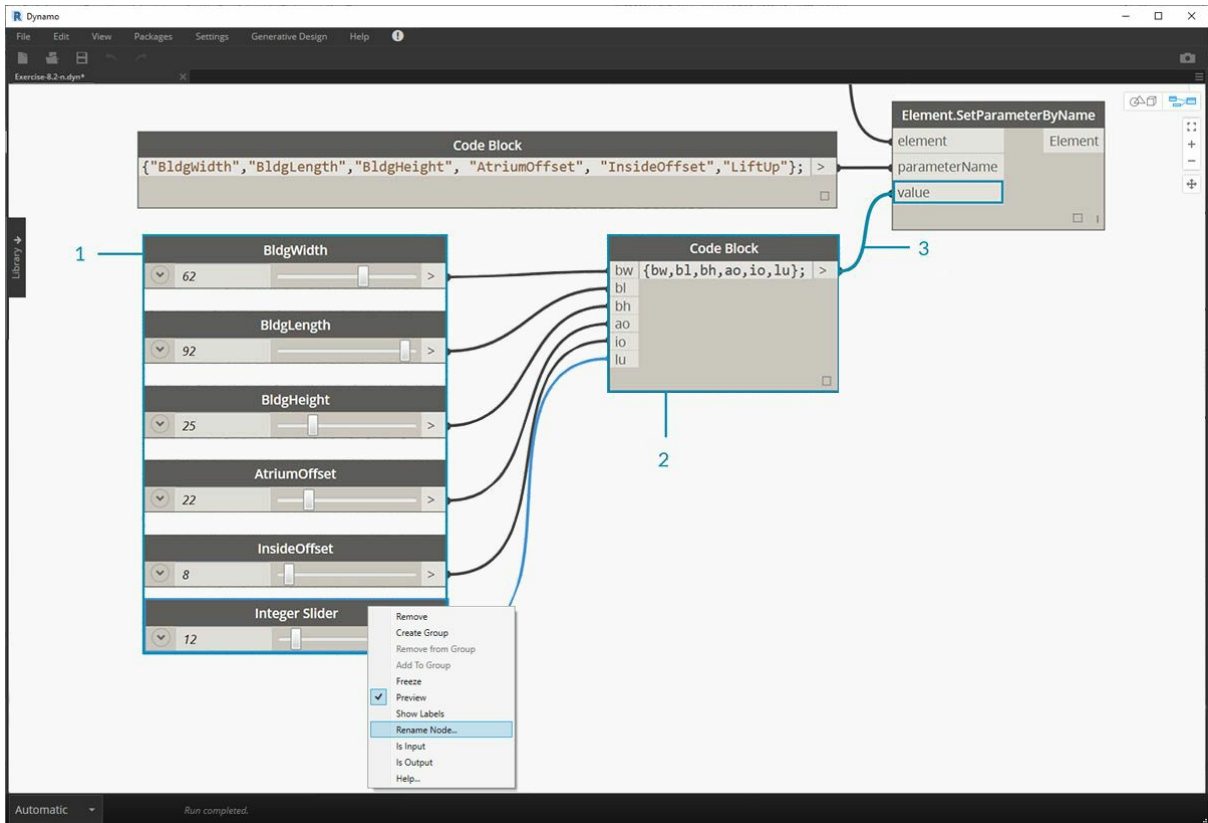 Dynamo
File Edit View Packages Settings Generative Design Help !
Exercise-8.2-n.dyn*
Library
Element.SetParameterByName
element Element
parameterName
value
Code Block
{"BldgWidth","BldgLength","BldgHeight", "AtriumOffset", "InsideOffset","LiftUp"}; >
1
BldgWidth
62 >
BldgLength
92 >
BldgHeight
25 >
AtriumOffset
22 >
InsideOffset
8 >
Integer Slider
12
Code Block
bw {bw,bl,bh,ao,io,lu}; >
bl
bh
ao
io
lu
2
3
Remove
Create Group
Remove from Group
Add To Group
Freeze
Preview
Show Labels
Rename Node...
Is Input
Is Output
Help...
Automatic Run completed.